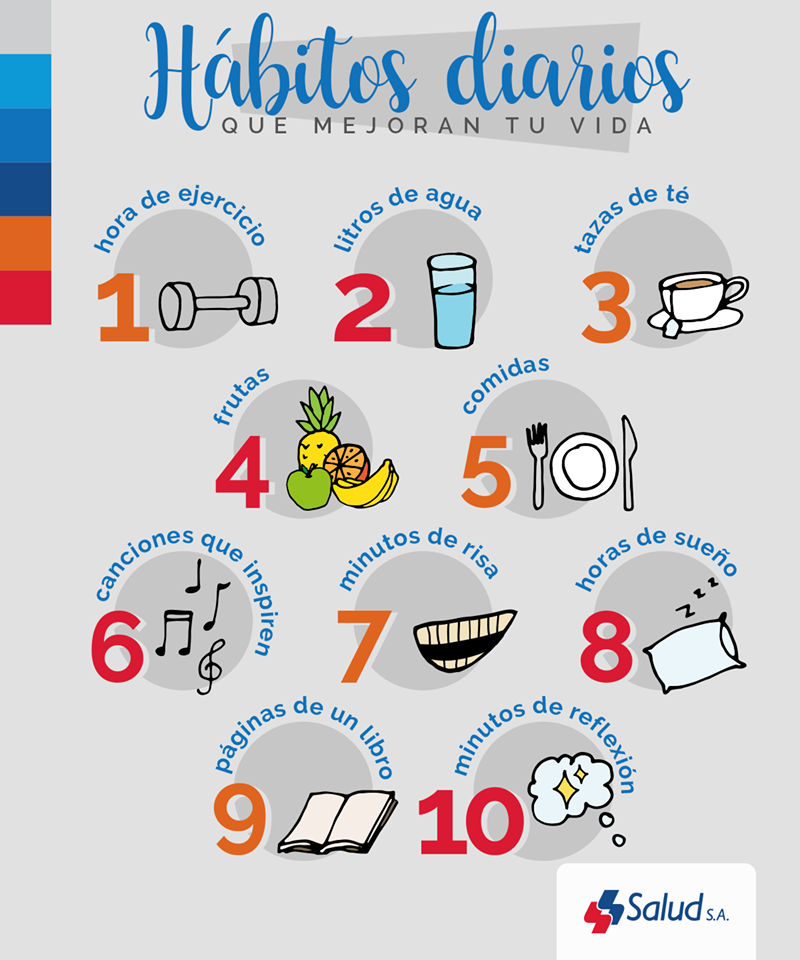 Hábitos diarios
QUE MEJORAN TU VIDA
1 hora de ejercicio
2 litros de agua
3 tazas de té
4 frutas
5 comidas
6 canciones que inspiren
7 minutos de risa
8 horas de sueño
z z z
9 páginas de un libro
10 minutos de reflexión
Salud S.A.